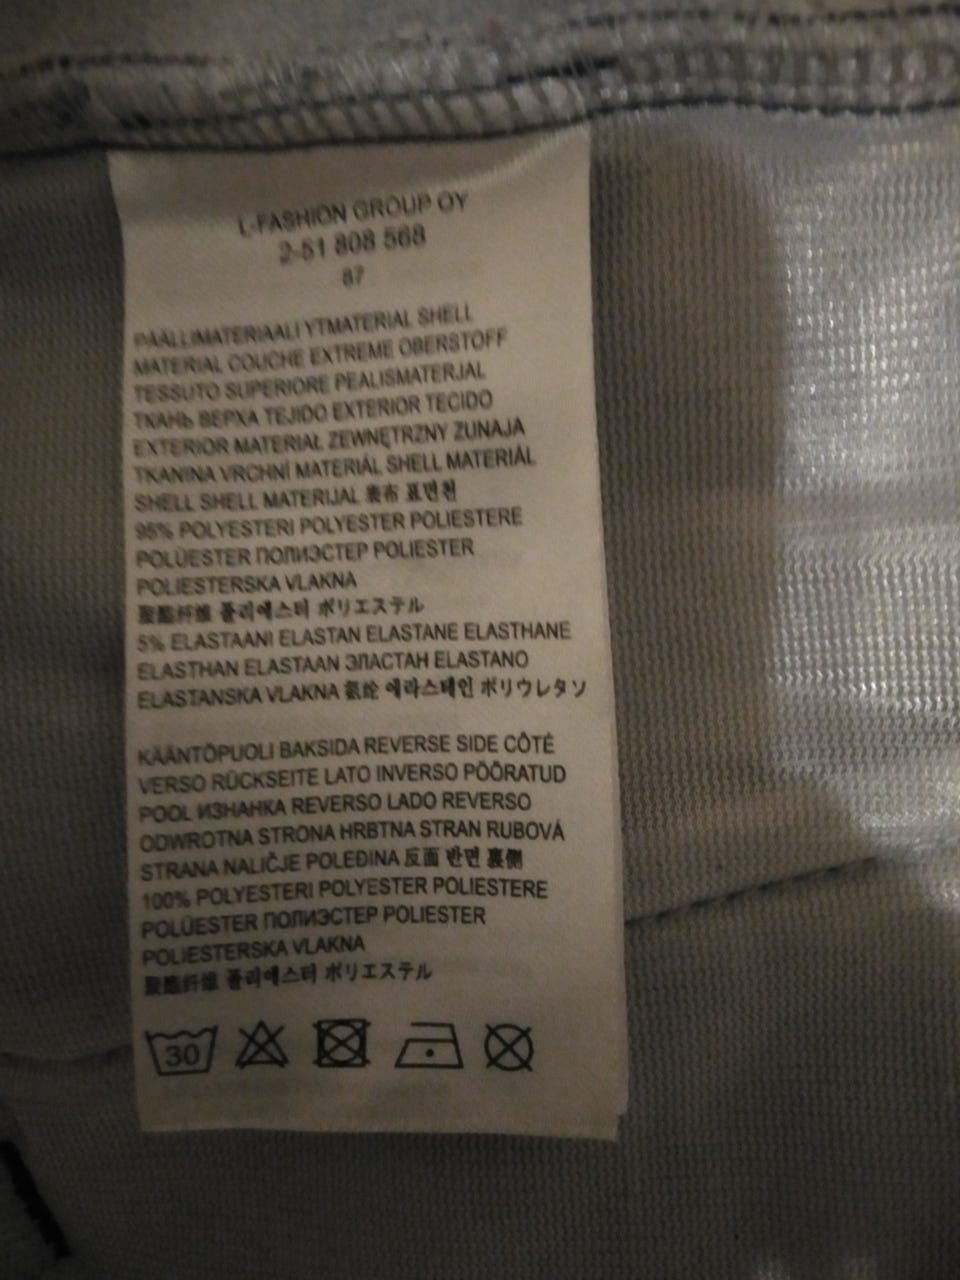 L-FASHION GROUP OY
2-51 808 568
87
PÄÄLLIMATERIAALI YTMATERIAL SHELL
MATERIAL COUCHE EXTREME OBERSTOFF
TESSUTO SUPERIORE PEALISMATERJAL
ТКАНЬ ВЕРХА TEJIDO EXTERIOR TECIDO
EXTERIOR MATERIAŁ ZEWNĘTRZNY ZUNAJA
TKANINA VRCHNÍ MATERIÁL SHELL MATERIÁL
SHELL SHELL MATERIJAL 表布 표면천
95% POLYESTERI POLYESTER POLIESTERE
POLÜESTER ПОЛИЭСТЕР POLIESTER
POLIESTERSKA VLAKNA
聚酯纤维 폴리에스터 ポリエステル
5% ELASTAANI ELASTAN ELASTANE ELASTHANE
ELASTHAN ELASTAAN ЭЛАСТАН ELASTANO
ELASTANSKA VLAKNA 氨纶 에라스테인 ポリウレタソ
KÄÄNTÖPUOLI BAKSIDA REVERSE SIDE CÔTÉ
VERSO RÜCKSEITE LATO INVERSO PÖÖRATUD
POOL ИЗНАНКА REVERSO LADO REVERSO
ODWROTNA STRONA HRBTNA STRAN RUBOVÁ
STRANA NALIČJE POLEĐINA 反面 반면 裏側
100% POLYESTERI POLYESTER POLIESTERE
POLÜESTER ПОЛИЭСТЕР POLIESTER
POLIESTERSKA VLAKNA
聚酯纤维 폴리에스터 ポリエステル
30